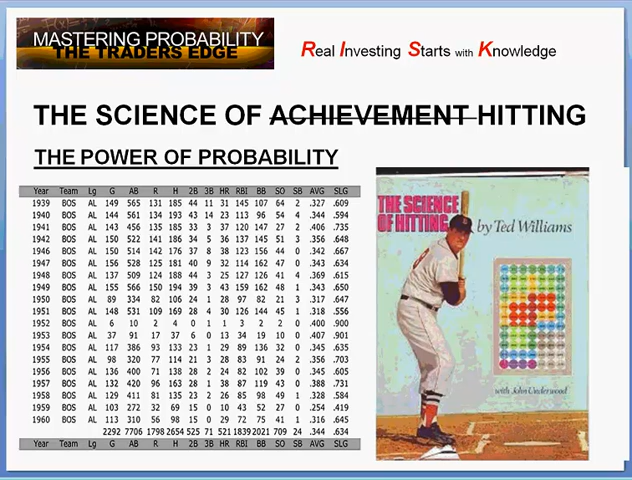 MASTERING PROBABILITY
THE TRADERS EDGE
Real Investing Starts with Knowledge
THE SCIENCE OF ACHIEVEMENT HITTING
THE POWER OF PROBABILITY
Year Team Lg G AB R H 2B 3B HR RBI BB SO SB AVG SLG
1939 BOS AL 149 565 131 185 44 11 31 145 107 64 2 .327 .609
1940 BOS AL 144 561 134 193 43 14 23 113 96 54 4 .344 .594
1941 BOS AL 143 456 135 185 33 3 37 120 147 27 2 .406 .735
1942 BOS AL 150 522 141 186 34 5 36 137 145 51 3 .356 .648
1946 BOS AL 150 514 142 176 37 8 38 123 156 44 0 .342 .667
1947 BOS AL 156 528 125 181 40 9 32 114 162 47 0 .343 .634
1948 BOS AL 137 509 124 188 44 3 25 127 126 41 4 .369 .615
1949 BOS AL 155 566 150 194 39 3 43 159 162 48 1 .343 .650
1950 BOS AL 89 334 82 106 24 1 28 97 82 21 3 .317 .647
1951 BOS AL 148 531 109 169 28 4 30 126 144 45 1 .318 .556
1952 BOS AL 6 10 2 4 0 1 1 3 2 2 0 .400 .900
1953 BOS AL 37 91 17 37 6 0 13 34 19 10 0 .407 .901
1954 BOS AL 117 386 93 133 23 1 29 89 136 32 0 .345 .635
1955 BOS AL 98 320 77 114 21 3 28 83 91 24 2 .356 .703
1956 BOS AL 136 400 71 138 28 2 24 82 102 39 0 .345 .605
1957 BOS AL 132 420 96 163 28 1 38 87 119 43 0 .388 .731
1958 BOS AL 129 411 81 135 23 2 26 85 98 49 1 .328 .584
1959 BOS AL 103 272 32 69 15 0 10 43 52 27 0 .254 .419
1960 BOS AL 113 310 56 98 15 0 29 72 75 41 1 .316 .645
2292 7706 1798 2654 525 71 521 1839 2021 709 24 .344 .634
Year Team Lg G AB R H 2B 3B HR RBI BB SO SB AVG SLG
THE SCIENCE
OF HITTING
by Ted Williams
with John Underwood